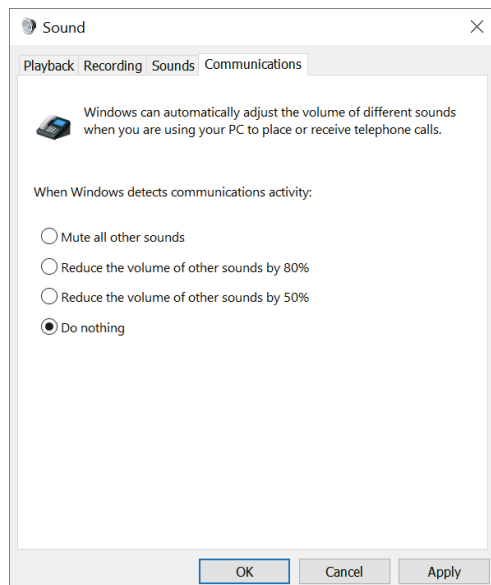 Sound
Playback Recording Sounds Communications
Windows can automatically adjust the volume of different sounds
when you are using your PC to place or receive telephone calls.
When Windows detects communications activity:
Mute all other sounds
Reduce the volume of other sounds by 80%
Reduce the volume of other sounds by 50%
Do nothing
OK Cancel Apply